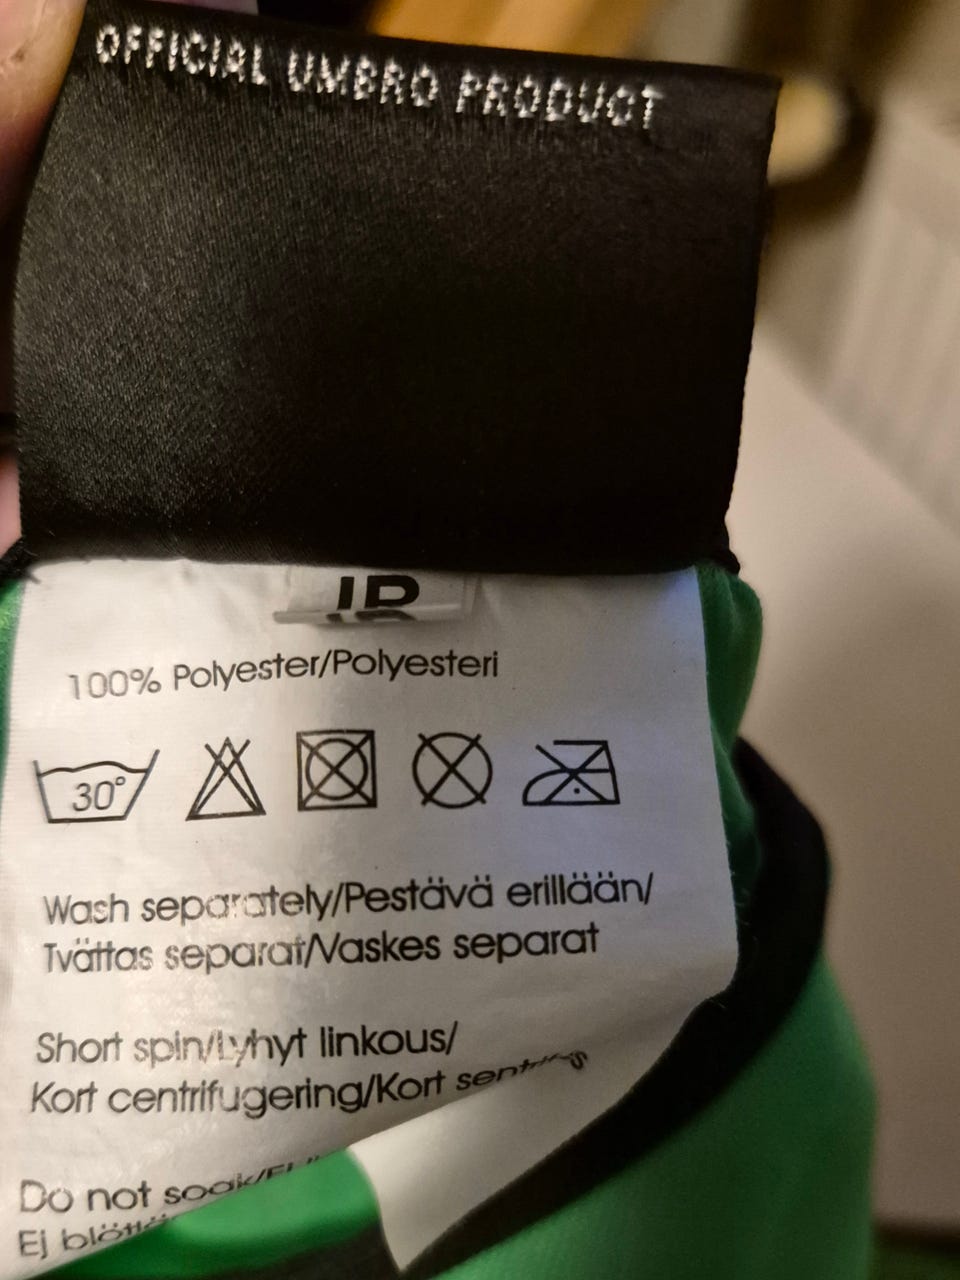 OFFICIAL UMBRO PRODUCT
100% Polyester/Polyesteri
30°
Wash separately/Pestävä erillään/
Tvättas separat/Vaskes separat
Short spin/Lyhyt linkous/
Kort centrifugering/Kort
Do not soak/
Ej